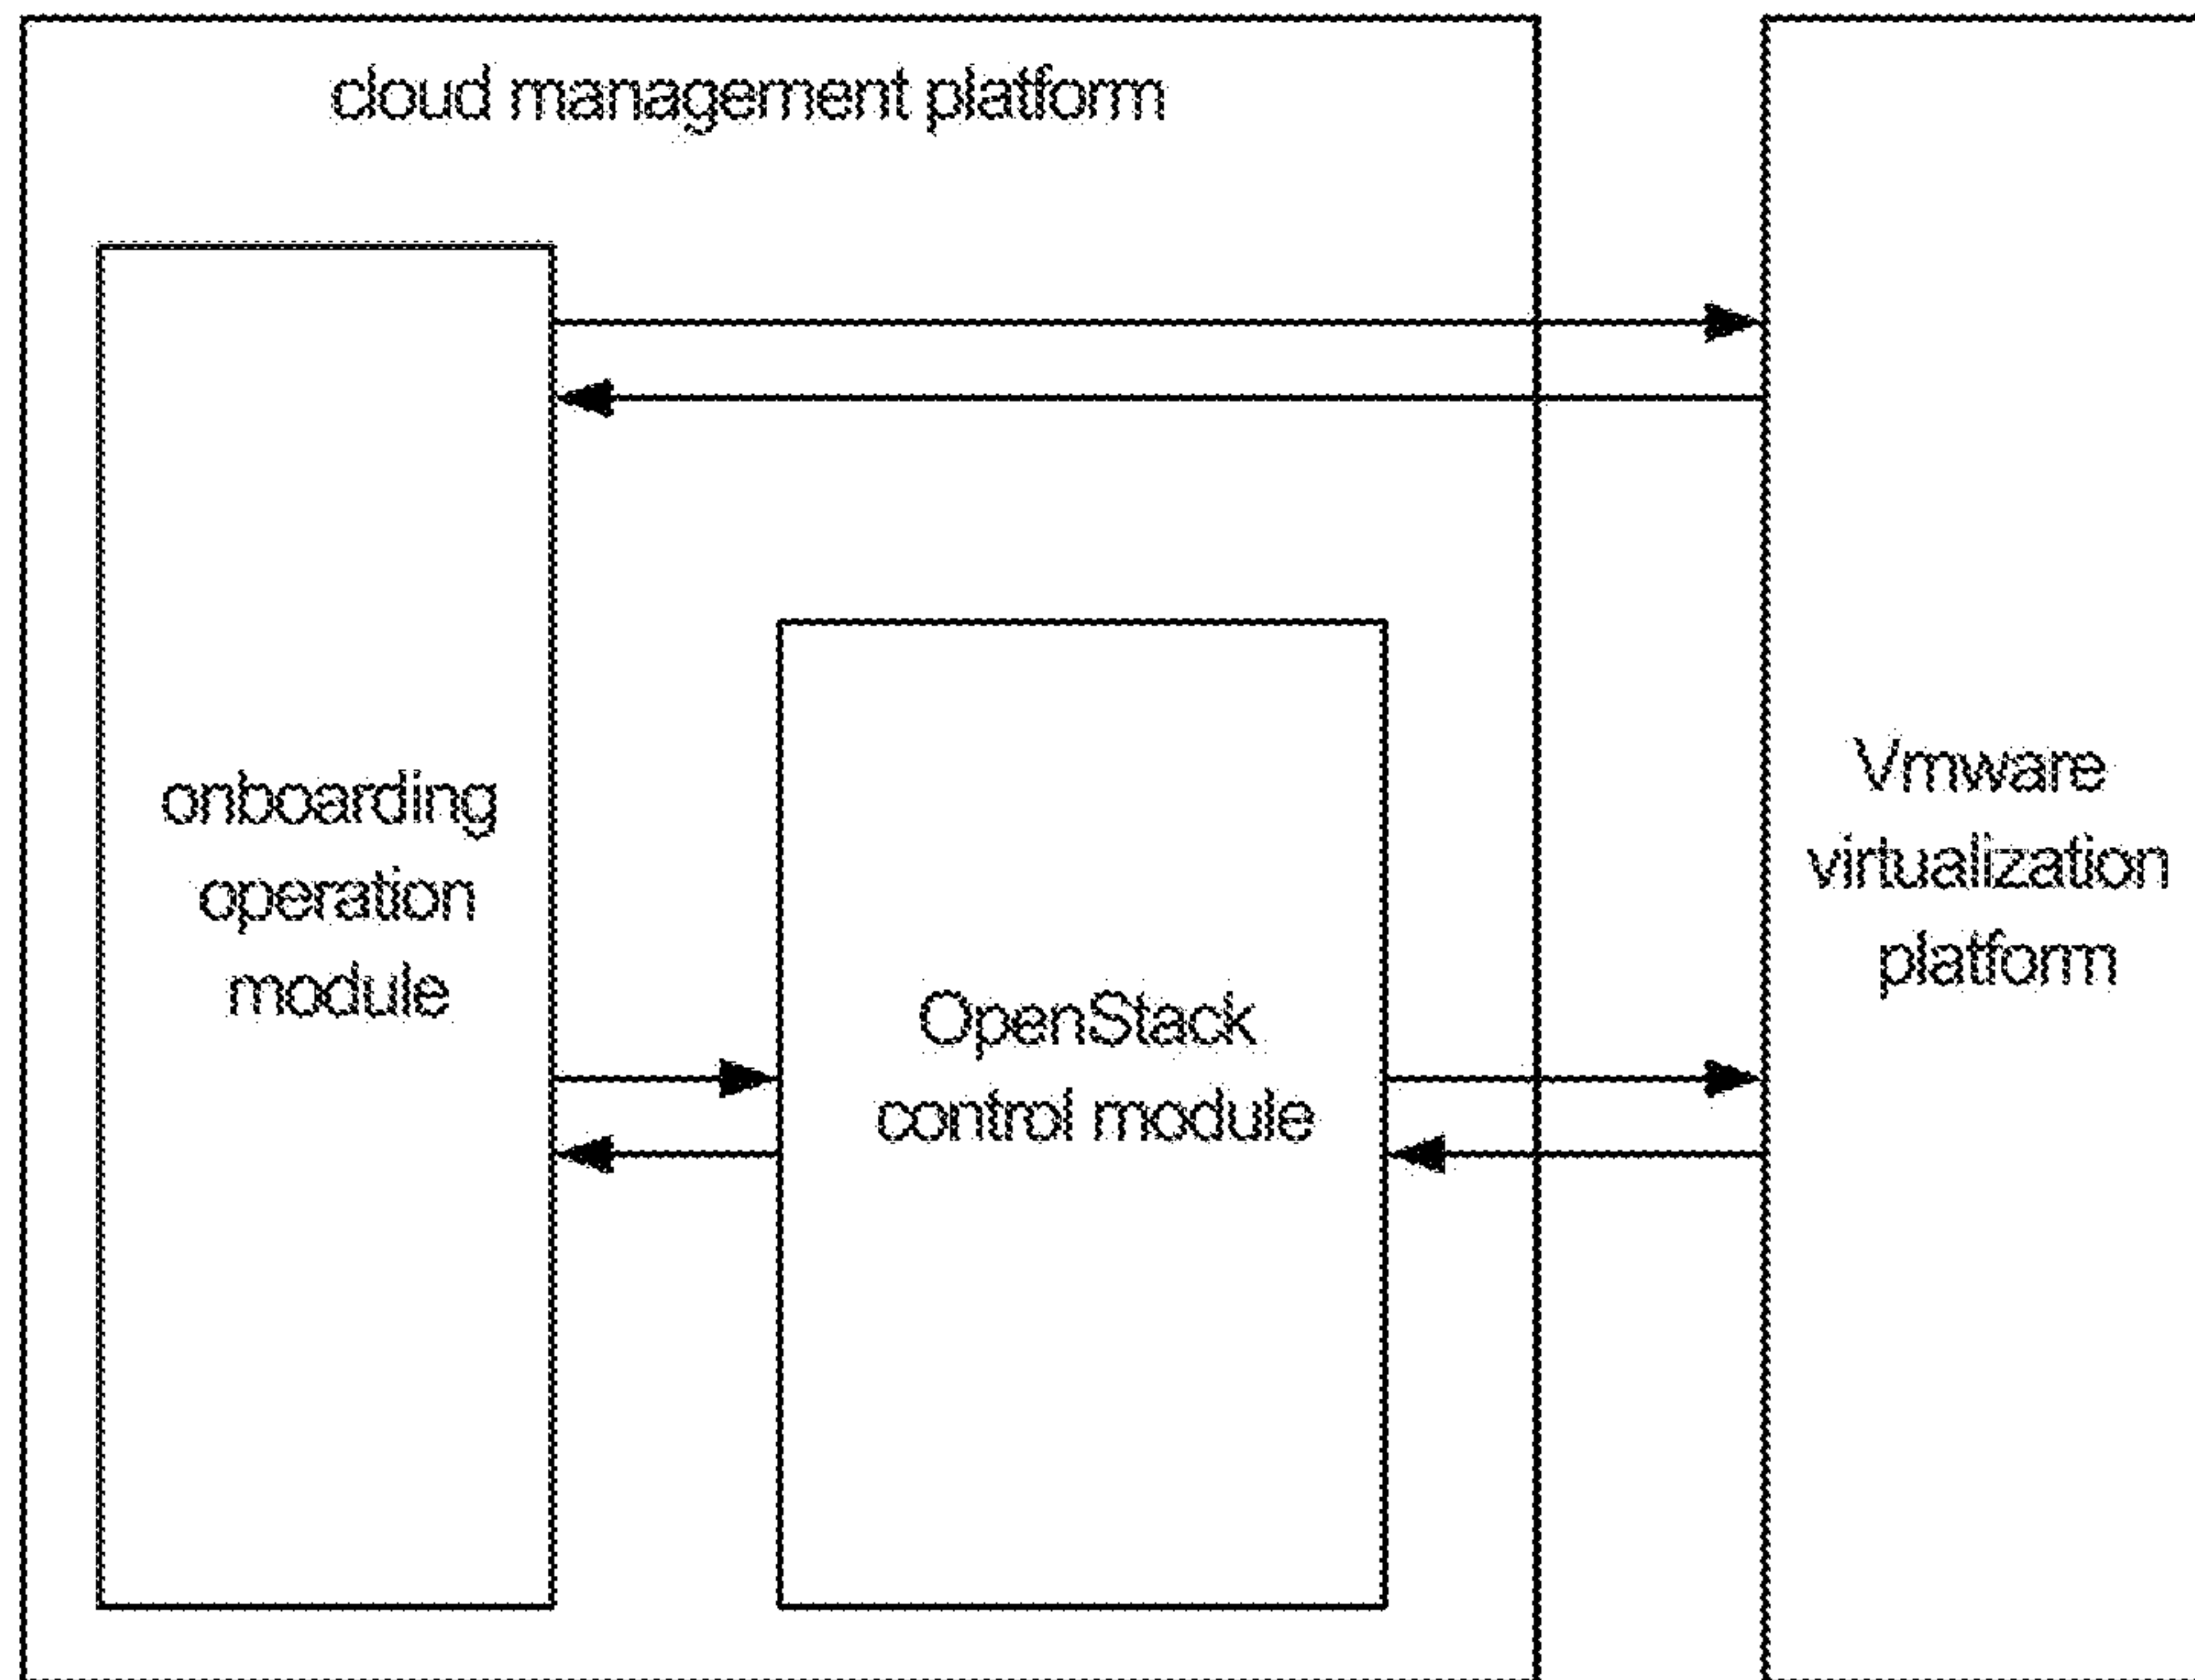 cloud management platform
onboarding
operation
module
OpenStack
control module
Vmware
virtualization
platform